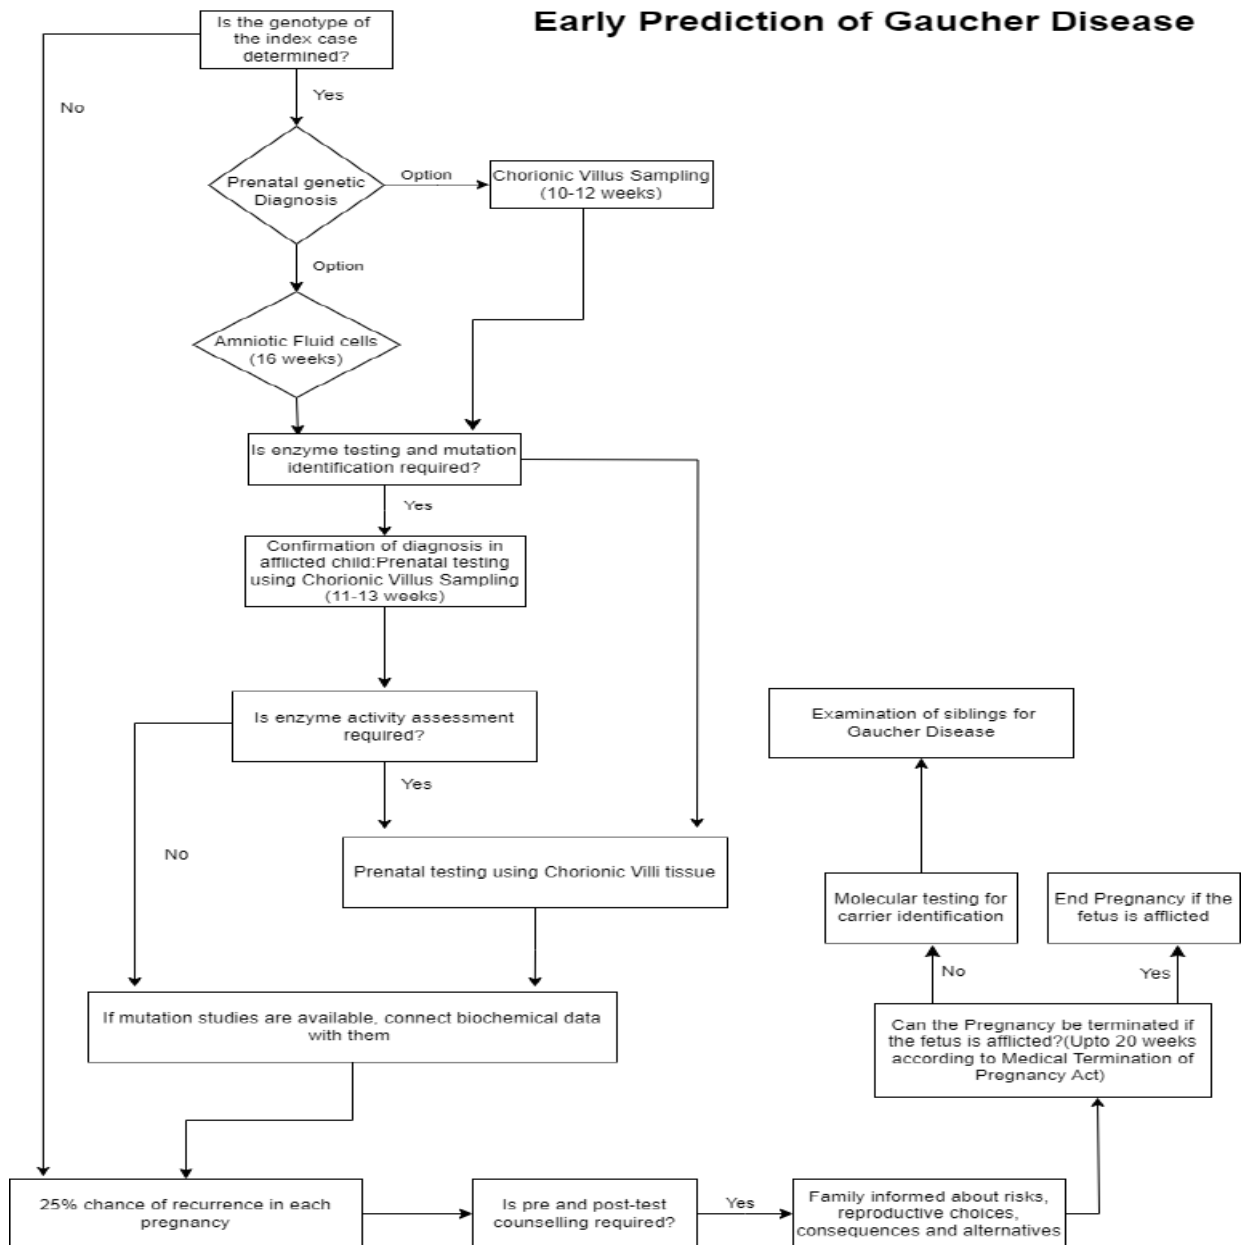 Early Prediction of Gaucher Disease
Is the genotype of
the index case
determined?
No
Yes
Prenatal genetic
Diagnosis
Option
Chorionic Villus Sampling
(10-12 weeks)
Option
Amniotic Fluid cells
(16 weeks)
Is enzyme testing and mutation
identification required?
Yes
Confirmation of diagnosis in
afflicted child:Prenatal testing
using Chorionic Villus Sampling
(11-13 weeks)
Is enzyme activity assessment
required?
Yes
No
Prenatal testing using Chorionic Villi tissue
Examination of siblings for
Gaucher Disease
Molecular testing for
carrier identification
End Pregnancy if the
fetus is afflicted
No
Yes
If mutation studies are available, connect biochemical data
with them
Can the Pregnancy be terminated if
the fetus is afflicted?(Upto 20 weeks
according to Medical Termination of
Pregnancy Act)
25% chance of recurrence in each
pregnancy
Is pre and post-test
counselling required?
Yes
Family informed about risks,
reproductive choices,
consequences and alternatives